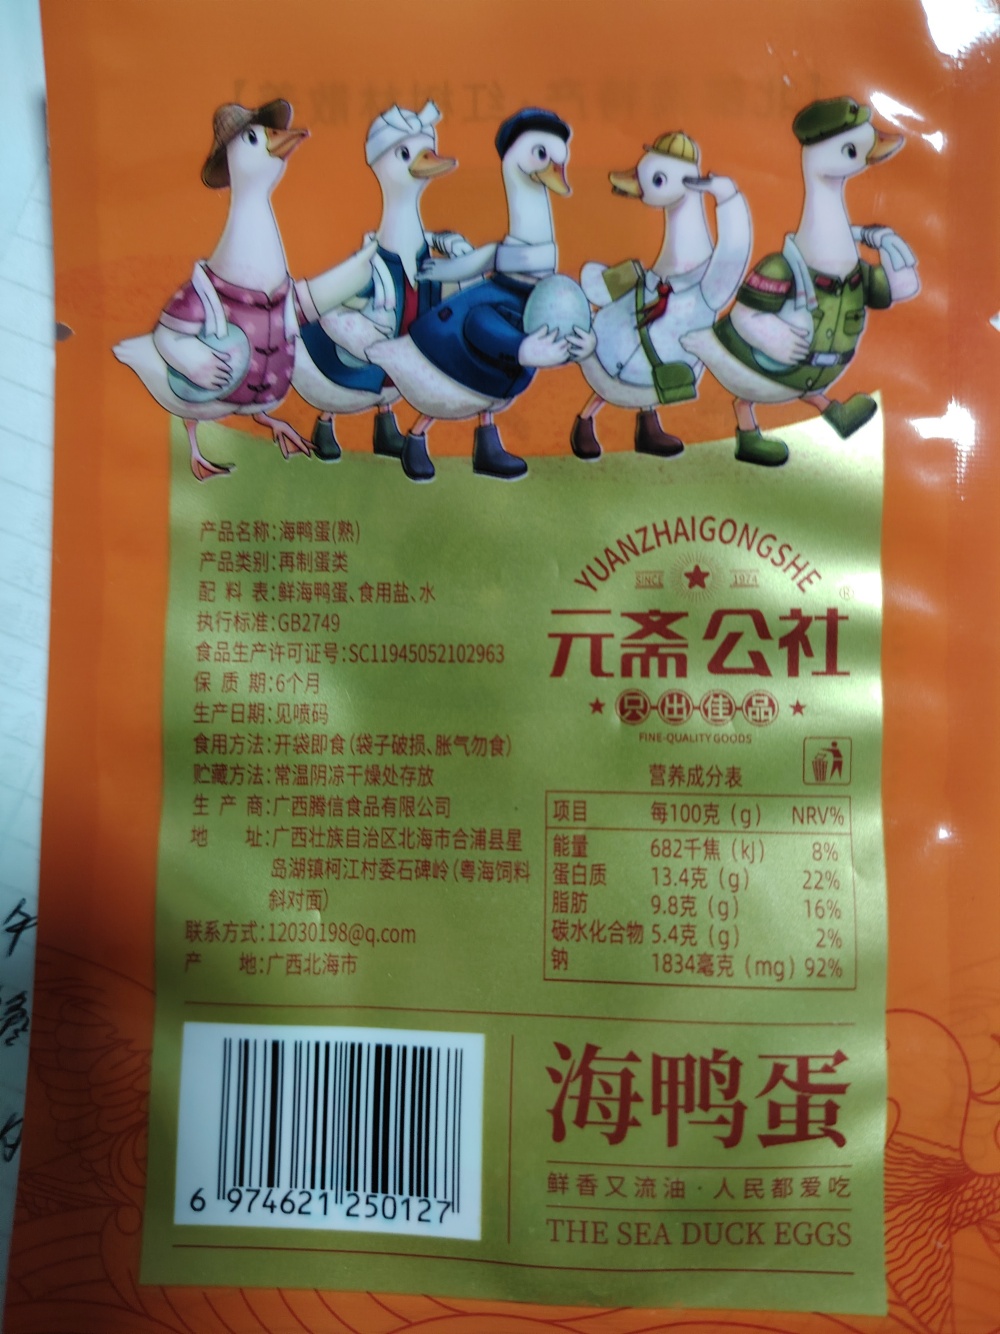 产品名称:海鸭蛋(熟)
产品类别:再制蛋类
配 料 表:鲜海鸭蛋、食用盐、水
执行标准:GB2749
食品生产许可证号:SC11945052102963
保 质 期:6个月
生产日期:见喷码
食用方法:开袋即食(袋子破损、胀气勿食)
贮藏方法:常温阴凉干燥处存放
生 产 商:广西腾信食品有限公司
地 址:广西壮族自治区北海市合浦县星
岛湖镇柯江村委石碑岭(粤海饲料
斜对面)
联系方式:12030198@q.com
产 地:广西北海市
YUANZHAIGONGSHE
SINCE 1974
®
元斋公社
★只·出·佳·品★
FINE-QUALITY GOODS
营养成分表
项目 每100克 (g) NRV%
能量 682千焦 (kJ) 8%
蛋白质 13.4克 (g) 22%
脂肪 9.8克 (g) 16%
碳水化合物 5.4克 (g) 2%
钠 1834毫克 (mg) 92%
6 974621 250127
海鸭蛋
鲜香又流油·人民都爱吃
THE SEA DUCK EGGS